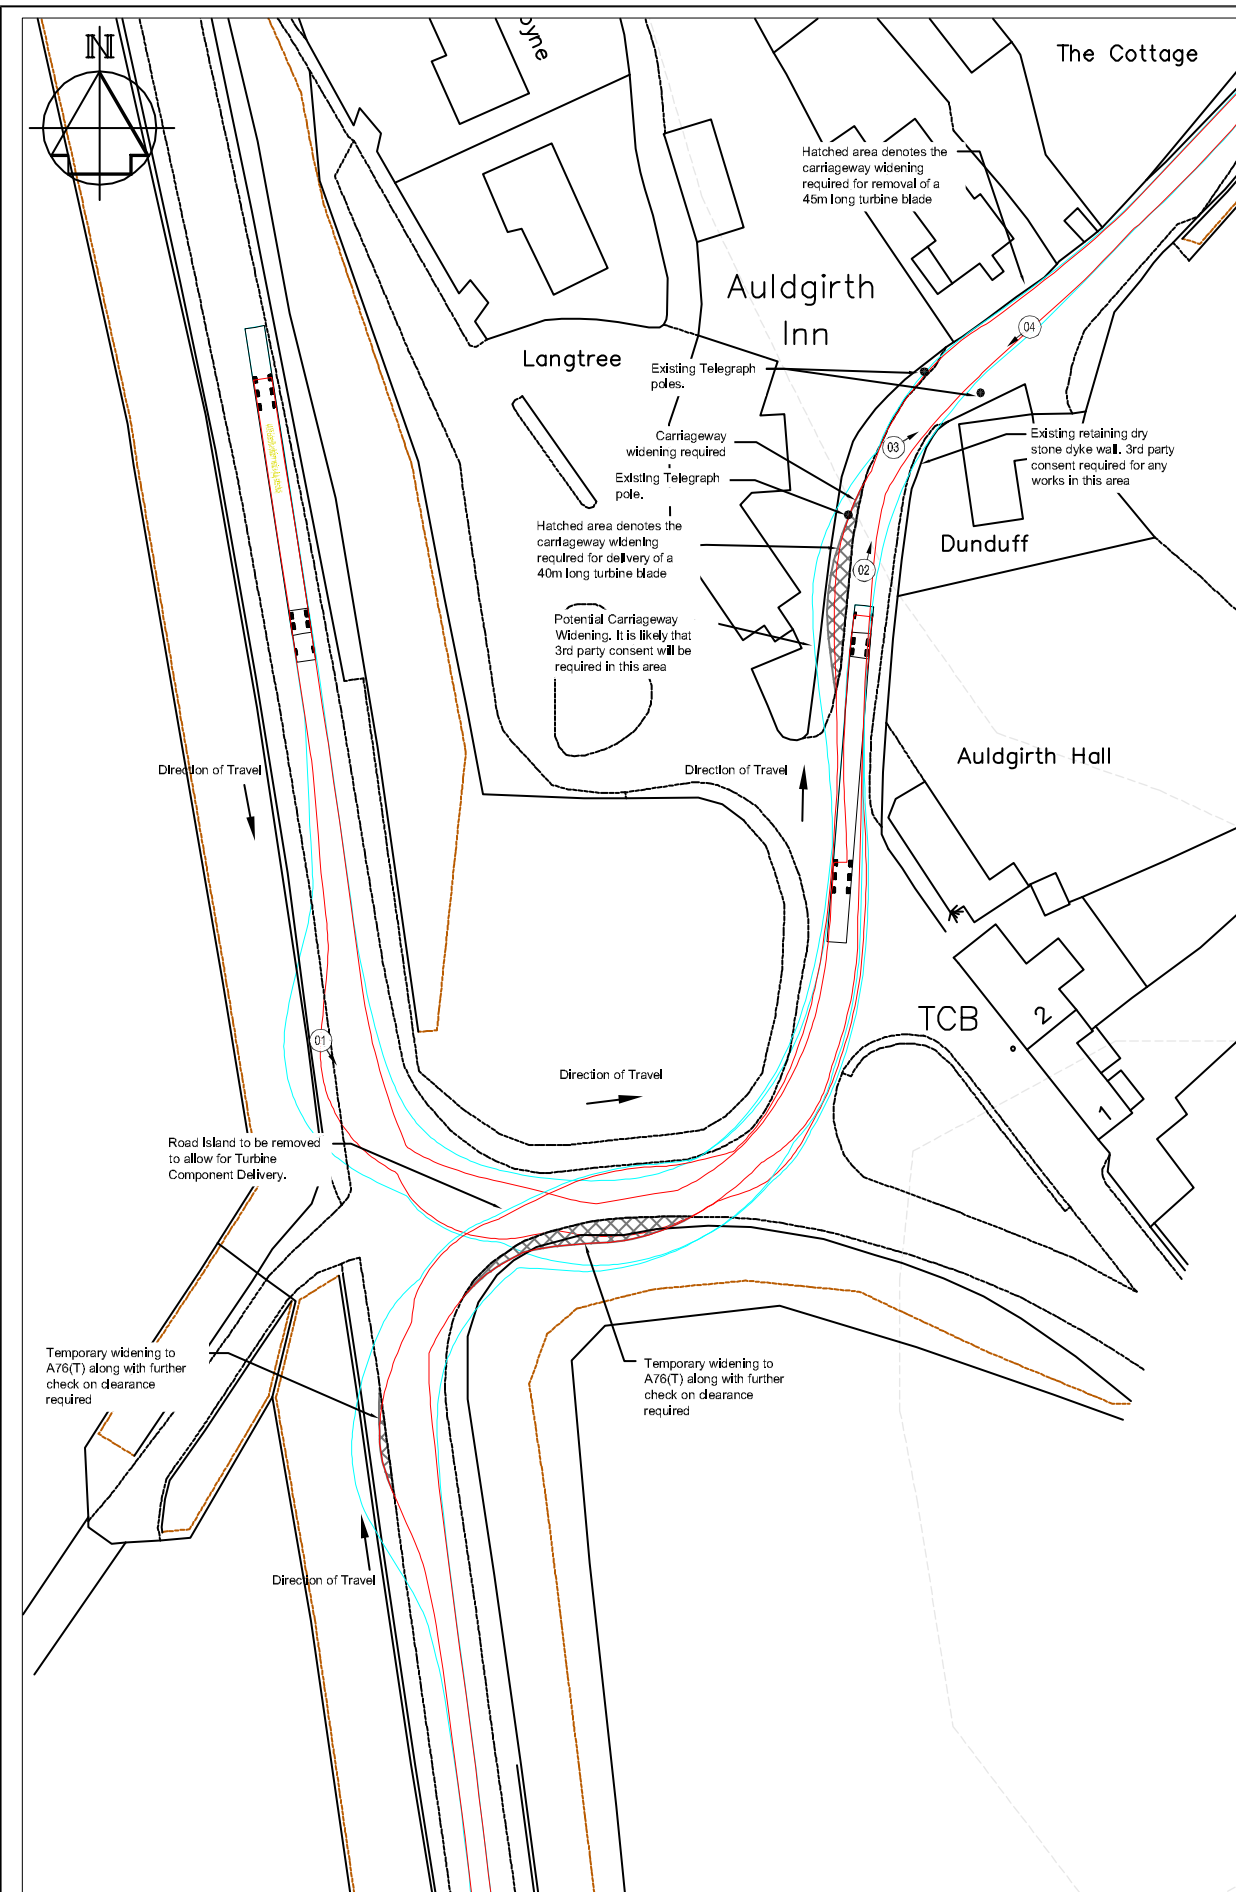 N
oyne
The Cottage
Hatched area denotes the
carriageway widening
required for removal of a
45m long turbine blade
Auldgirth
Inn
04
Langtree
Existing Telegraph
poles.
Carriageway
widening required
03
Existing retaining dry
stone dyke wall. 3rd party
consent required for any
works in this area
Existing Telegraph
pole.
Hatched area denotes the
carriageway widening
required for delivery of a
40m long turbine blade
Dunduff
02
Potential Carriageway
Widening. It is likely that
3rd party consent will be
required in this area
Direction of Travel
Direction of Travel
Auldgirth Hall
TCB
2
1
01
Direction of Travel
Road Island to be removed
to allow for Turbine
Component Delivery.
Temporary widening to
A76(T) along with further
check on clearance
required
Temporary widening to
A76(T) along with further
check on clearance
required
Direction of Travel